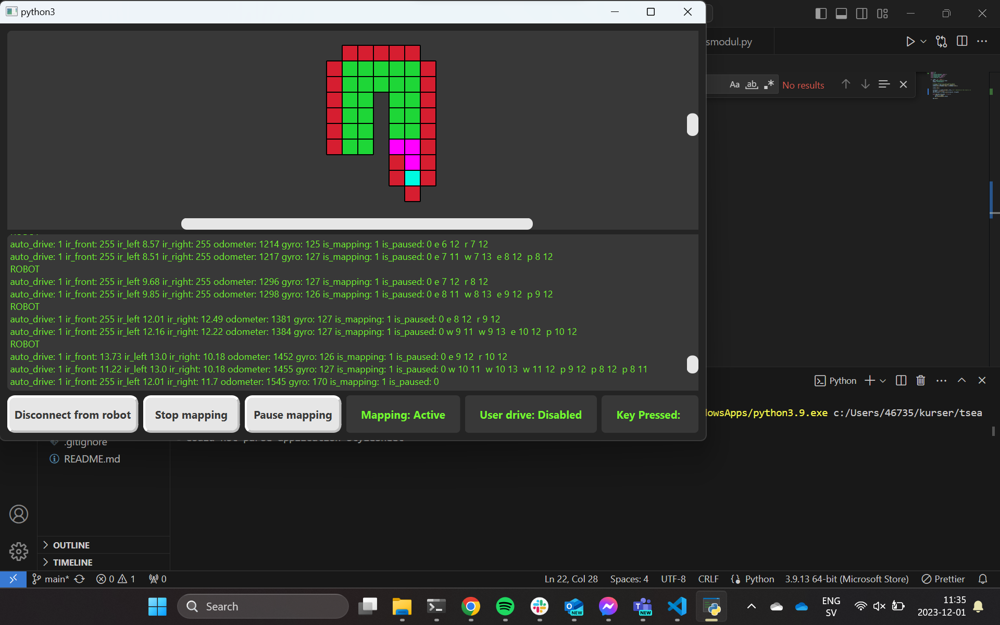 python3
smodul.py
Aa ab .* No results
ROBOT
auto_drive: 1 ir_front: 255 ir_left 8.57 ir_right: 255 odometer: 1214 gyro: 125 is_mapping: 1 is_paused: 0 e 6 12  r 7 12
auto_drive: 1 ir_front: 255 ir_left 8.51 ir_right: 255 odometer: 1217 gyro: 127 is_mapping: 1 is_paused: 0 e 7 11  w 7 13  e 8 12  p 8 12
ROBOT
auto_drive: 1 ir_front: 255 ir_left 9.68 ir_right: 255 odometer: 1296 gyro: 127 is_mapping: 1 is_paused: 0 e 7 12  r 8 12
auto_drive: 1 ir_front: 255 ir_left 9.85 ir_right: 255 odometer: 1298 gyro: 126 is_mapping: 1 is_paused: 0 e 8 11  w 8 13  e 9 12  p 9 12
ROBOT
auto_drive: 1 ir_front: 255 ir_left 12.01 ir_right: 12.49 odometer: 1381 gyro: 127 is_mapping: 1 is_paused: 0 e 8 12  r 9 12
auto_drive: 1 ir_front: 255 ir_left 12.16 ir_right: 12.22 odometer: 1384 gyro: 127 is_mapping: 1 is_paused: 0 w 9 11  w 9 13  e 10 12  p 10 12
ROBOT
auto_drive: 1 ir_front: 13.73 ir_left 13.0 ir_right: 10.18 odometer: 1452 gyro: 126 is_mapping: 1 is_paused: 0 e 9 12  r 10 12
auto_drive: 1 ir_front: 11.22 ir_left 13.0 ir_right: 10.18 odometer: 1455 gyro: 127 is_mapping: 1 is_paused: 0 w 10 11  w 10 13  w 11 12  p 9 12  p 8 12  p 8 11
auto_drive: 1 ir_front: 255 ir_left 12.01 ir_right: 11.7 odometer: 1545 gyro: 170 is_mapping: 1 is_paused: 0
Python
Disconnect from robot
Stop mapping
Pause mapping
Mapping: Active
User drive: Disabled
Key Pressed:
lowsApps/python3.9.exe c:/Users/46735/kurser/tsea
.gitignore
Could not parse application stylesheet
README.md
OUTLINE
TIMELINE
main* 0 1 0
Ln 22, Col 28 Spaces: 4 UTF-8 CRLF Python 3.9.13 64-bit (Microsoft Store) Prettier
Search
NEW
NEW
ENG
SV
11:35
2023-12-01